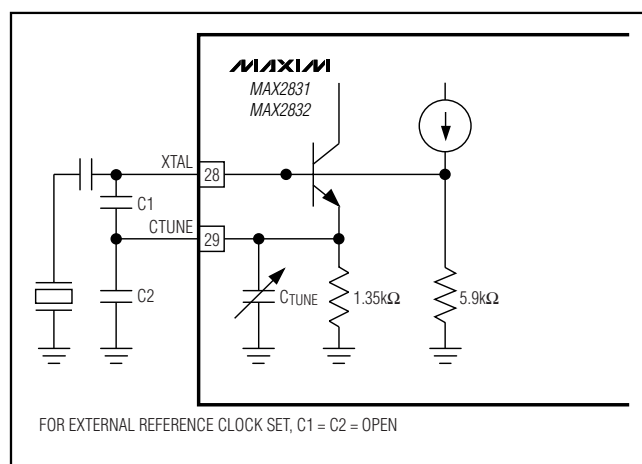 MAXIM
MAX2831
MAX2832
XTAL
28
C1
CTUNE
29
C2
CTUNE
1.35kΩ
5.9kΩ
FOR EXTERNAL REFERENCE CLOCK SET, C1 = C2 = OPEN